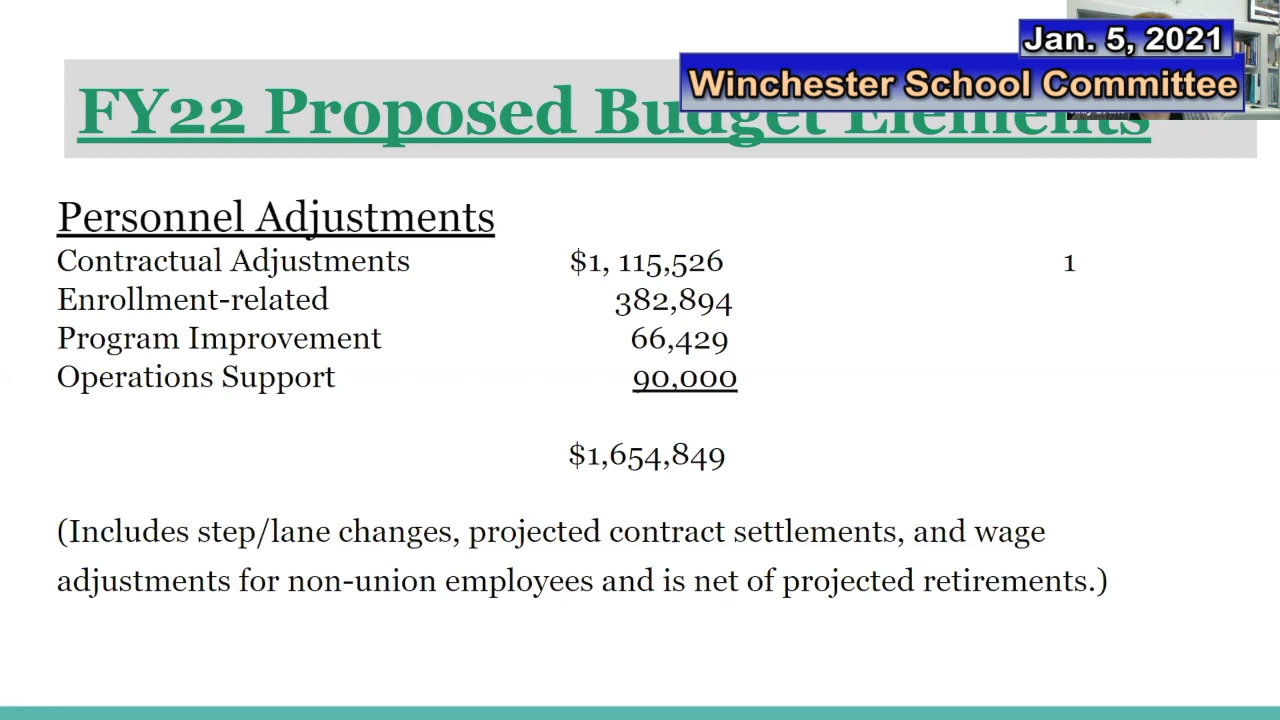 Jan. 5, 2021
Winchester School Committee
FY22 Proposed Budget Elements
Personnel Adjustments
Contractual Adjustments $1, 115,526 1
Enrollment-related 382,894
Program Improvement 66,429
Operations Support 90,000
$1,654,849
(Includes step/lane changes, projected contract settlements, and wage
adjustments for non-union employees and is net of projected retirements.)